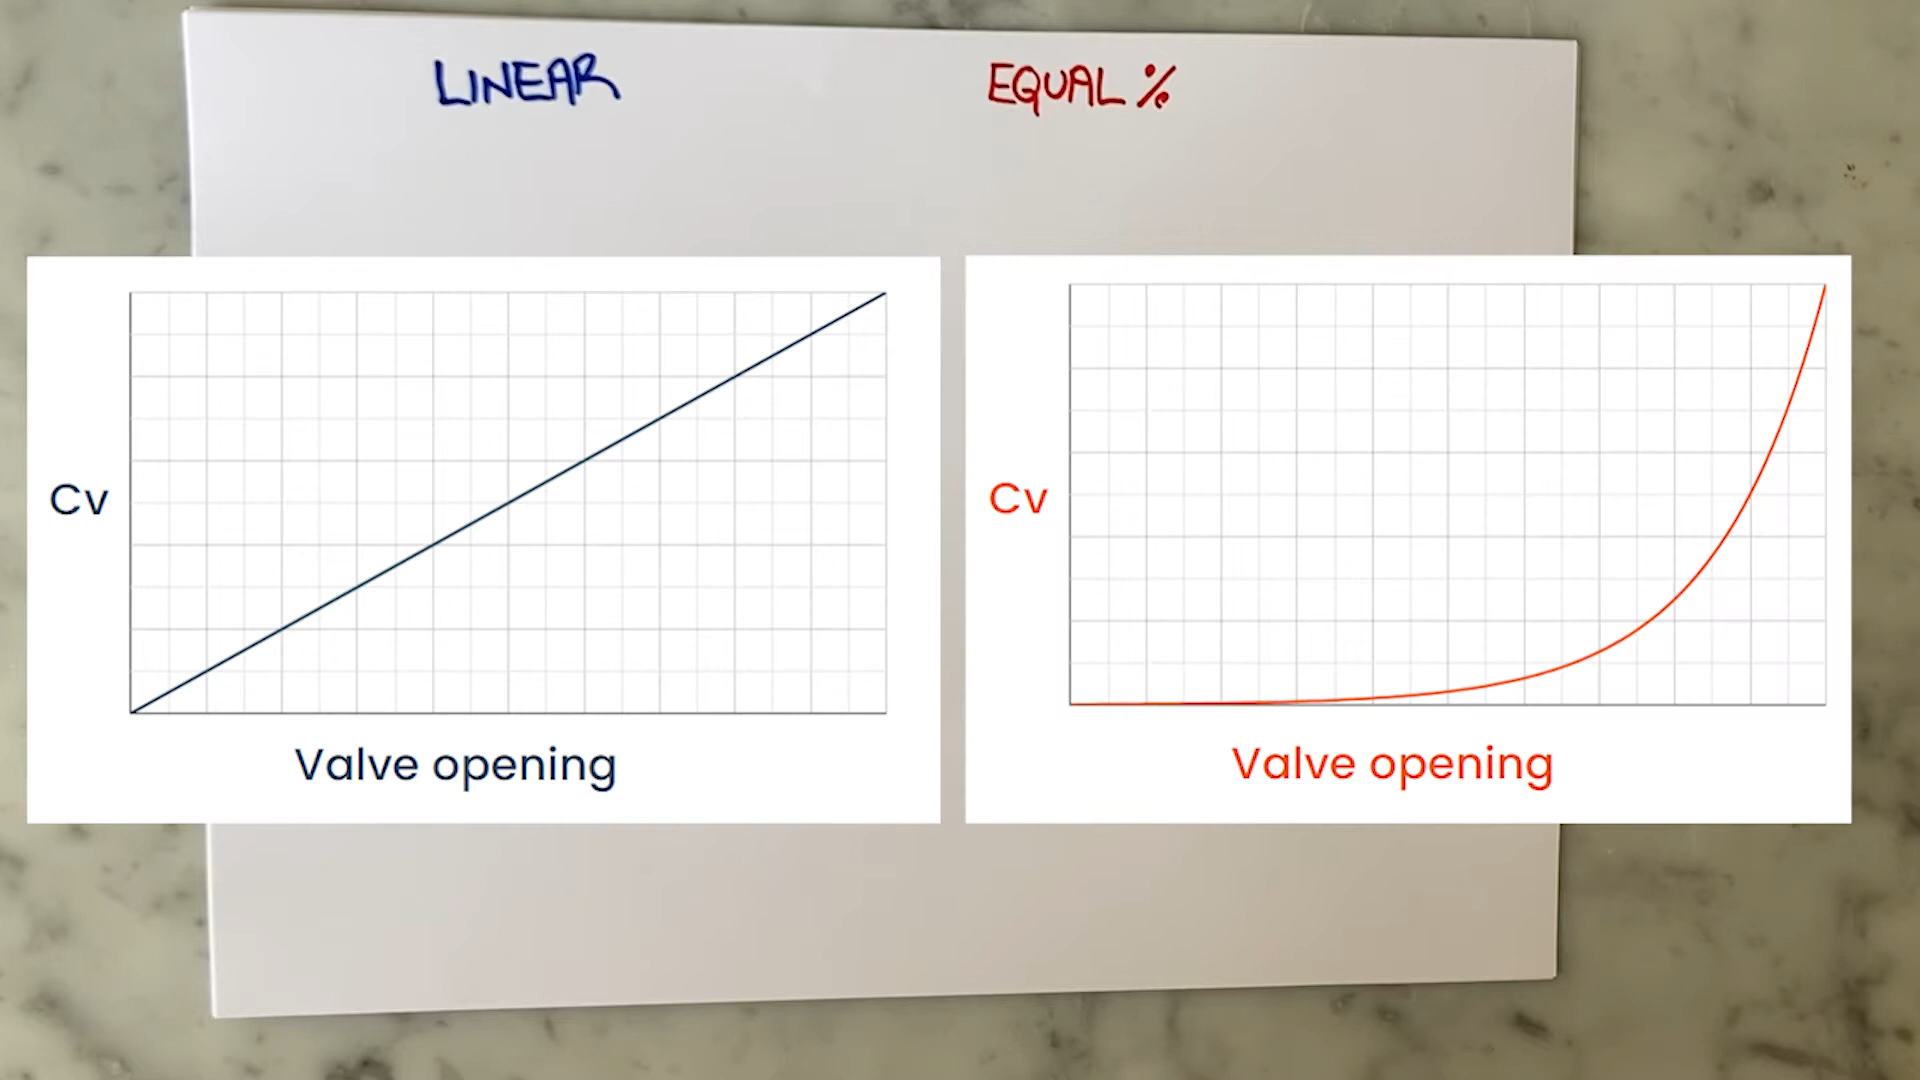 LINEAR
EQUAL %
Cv
Valve opening
Cv
Valve opening